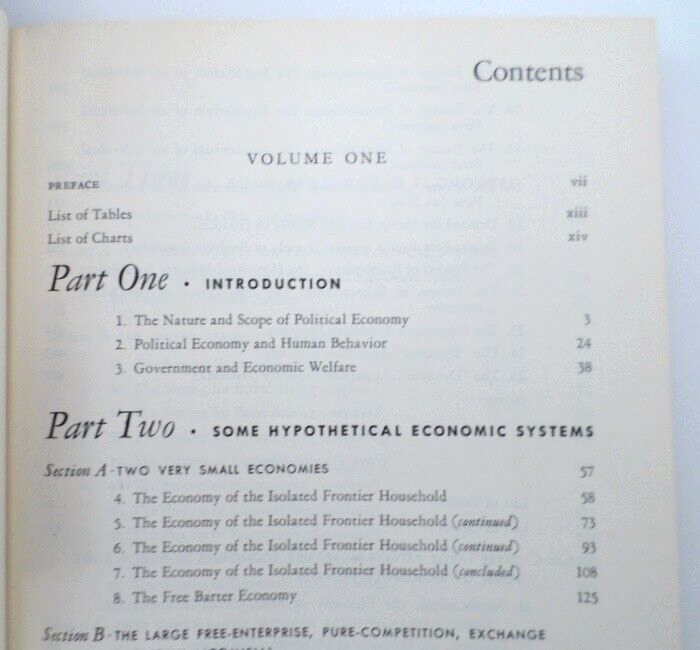 Contents
VOLUME ONE
PREFACE vii
List of Tables xiii
List of Charts xiv
Part One · INTRODUCTION
1. The Nature and Scope of Political Economy 3
2. Political Economy and Human Behavior 24
3. Government and Economic Welfare 38
Part Two · SOME HYPOTHETICAL ECONOMIC SYSTEMS
Section A · TWO VERY SMALL ECONOMIES 57
4. The Economy of the Isolated Frontier Household 58
5. The Economy of the Isolated Frontier Household (continued) 73
6. The Economy of the Isolated Frontier Household (continued) 93
7. The Economy of the Isolated Frontier Household (concluded) 108
8. The Free Barter Economy 125
Section B · THE LARGE FREE-ENTERPRISE, PURE-COMPETITION, EXCHANGE